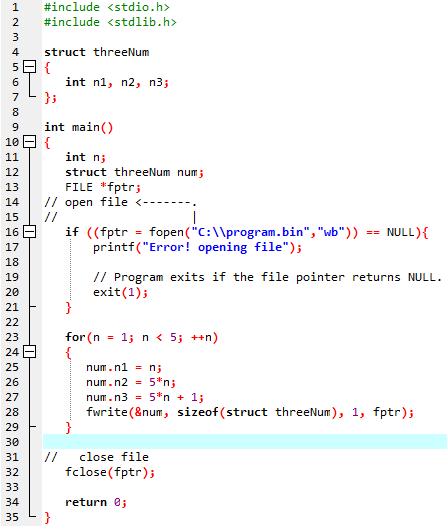 1 #include <stdio.h>
2 #include <stdlib.h>
3
4 struct threeNum
5 {
6    int n1, n2, n3;
7 };
8
9 int main()
10 {
11    int n;
12    struct threeNum num;
13    FILE *fptr;
14 // open file <-------.
15 //                   |
16    if ((fptr = fopen("C:\\program.bin","wb")) == NULL){
17        printf("Error! opening file");
18
19        // Program exits if the file pointer returns NULL.
20        exit(1);
21    }
22
23    for(n = 1; n < 5; ++n)
24    {
25       num.n1 = n;
26       num.n2 = 5*n;
27       num.n3 = 5*n + 1;
28       fwrite(&num, sizeof(struct threeNum), 1, fptr);
29    }
30
31 //   close file
32    fclose(fptr);
33
34    return 0;
35 }